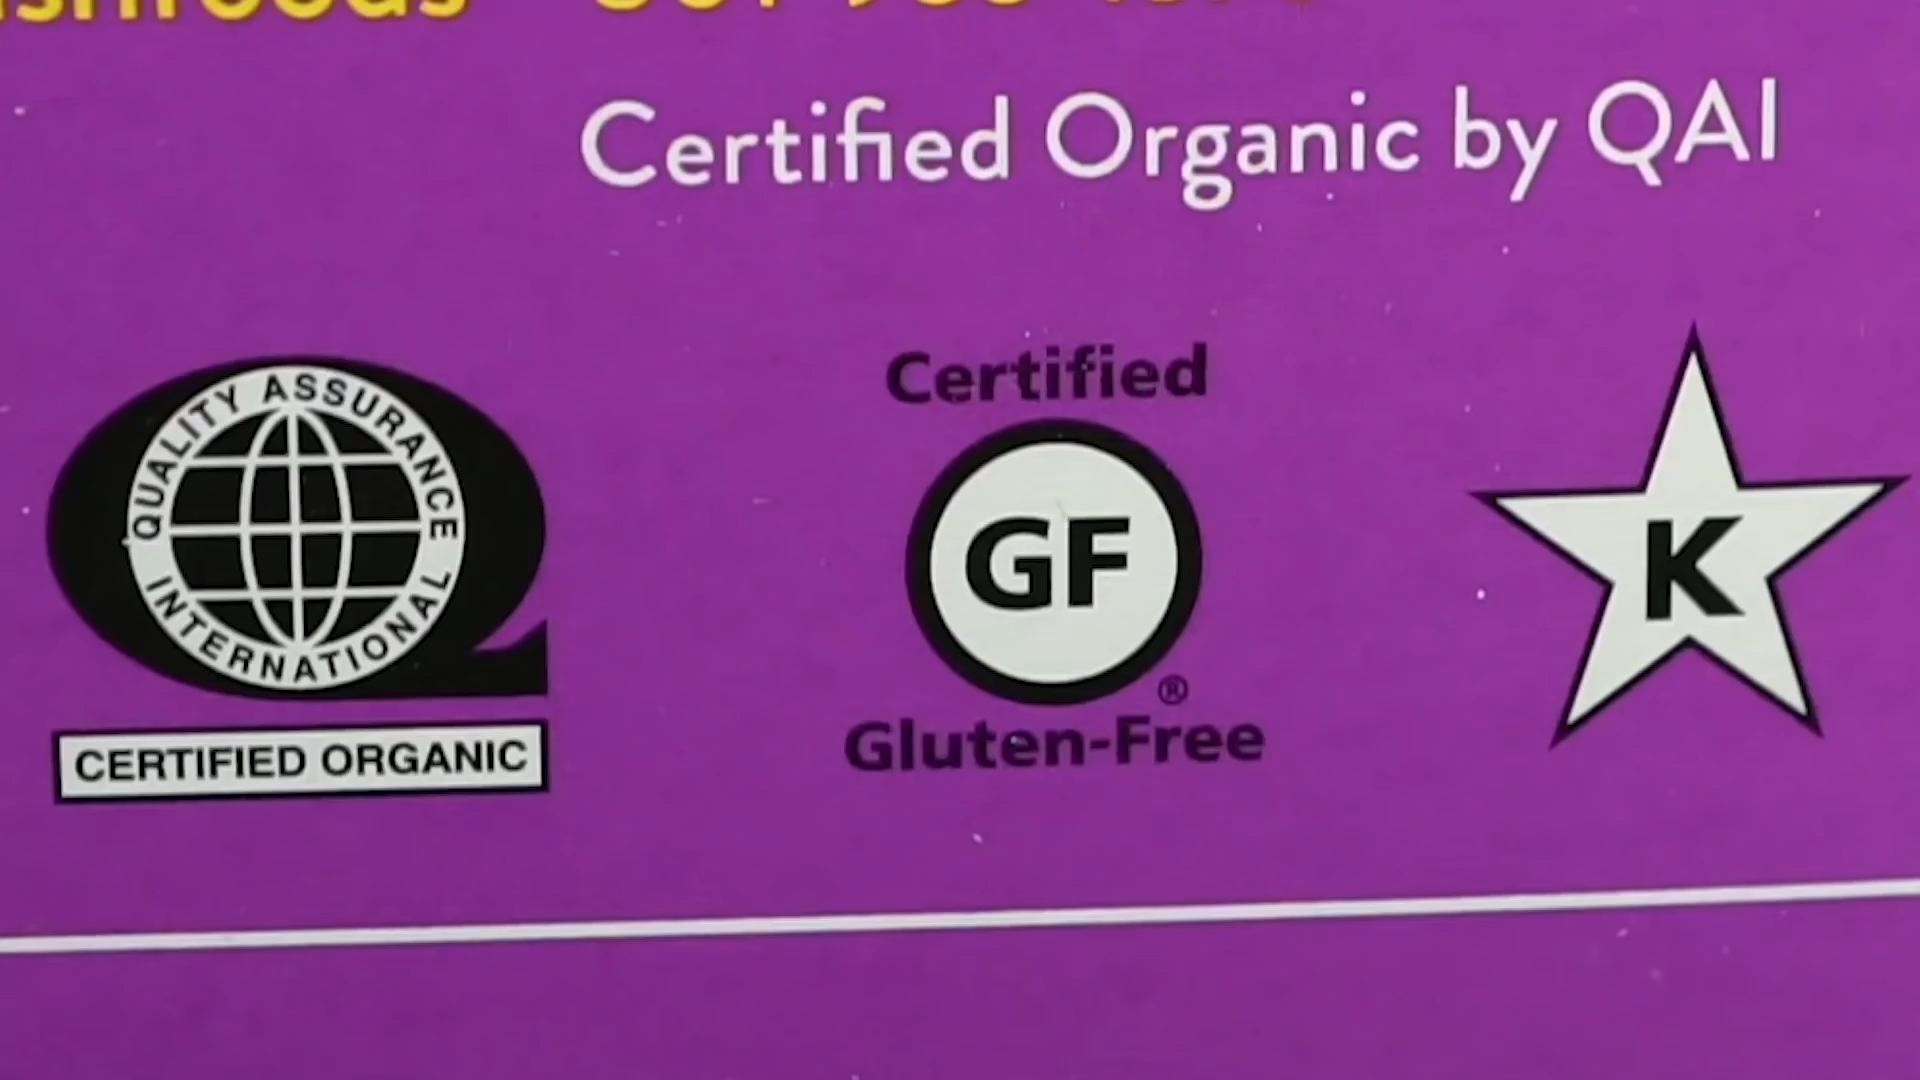 Certified Organic by QAI
QUALITY ASSURANCE
INTERNATIONAL
CERTIFIED ORGANIC
Certified
GF
®
Gluten-Free
K